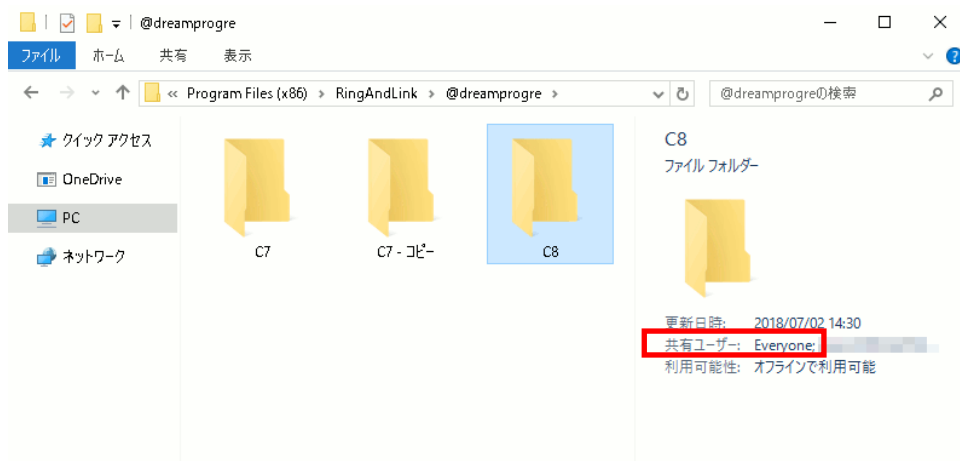 @dreamprogre
ファイル ホーム 共有 表示
« Program Files (x86) › RingAndLink › @dreamprogre ›
@dreamprogreの検索
クイック アクセス
OneDrive
PC
ネットワーク
C7
C7 - コピー
C8
C8
ファイル フォルダー
更新日時: 2018/07/02 14:30
共有ユーザー: Everyone;
利用可能性: オフラインで利用可能